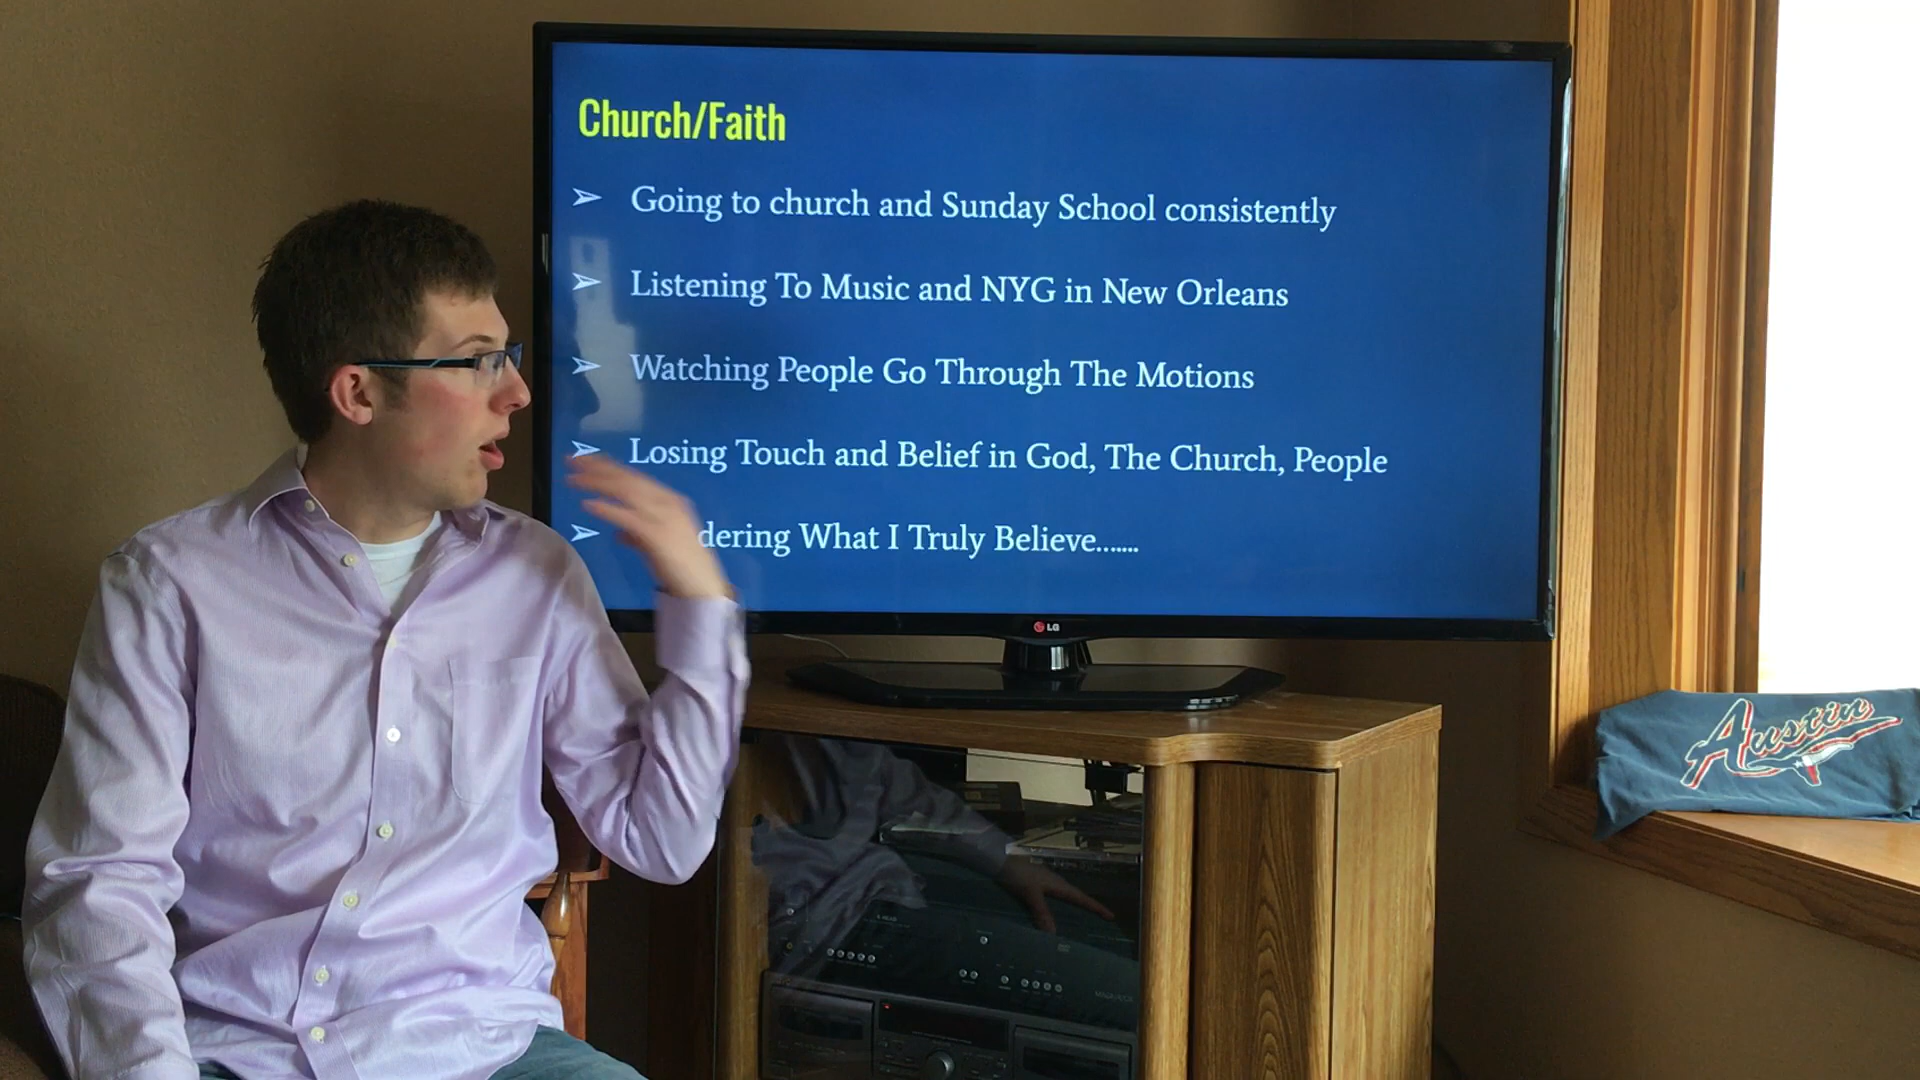 Church/Faith
➢ Going to church and Sunday School consistently
➢ Listening To Music and NYG in New Orleans
➢ Watching People Go Through The Motions
➢ Losing Touch and Belief in God, The Church, People
➢ dering What I Truly Believe.......
LG
Austin